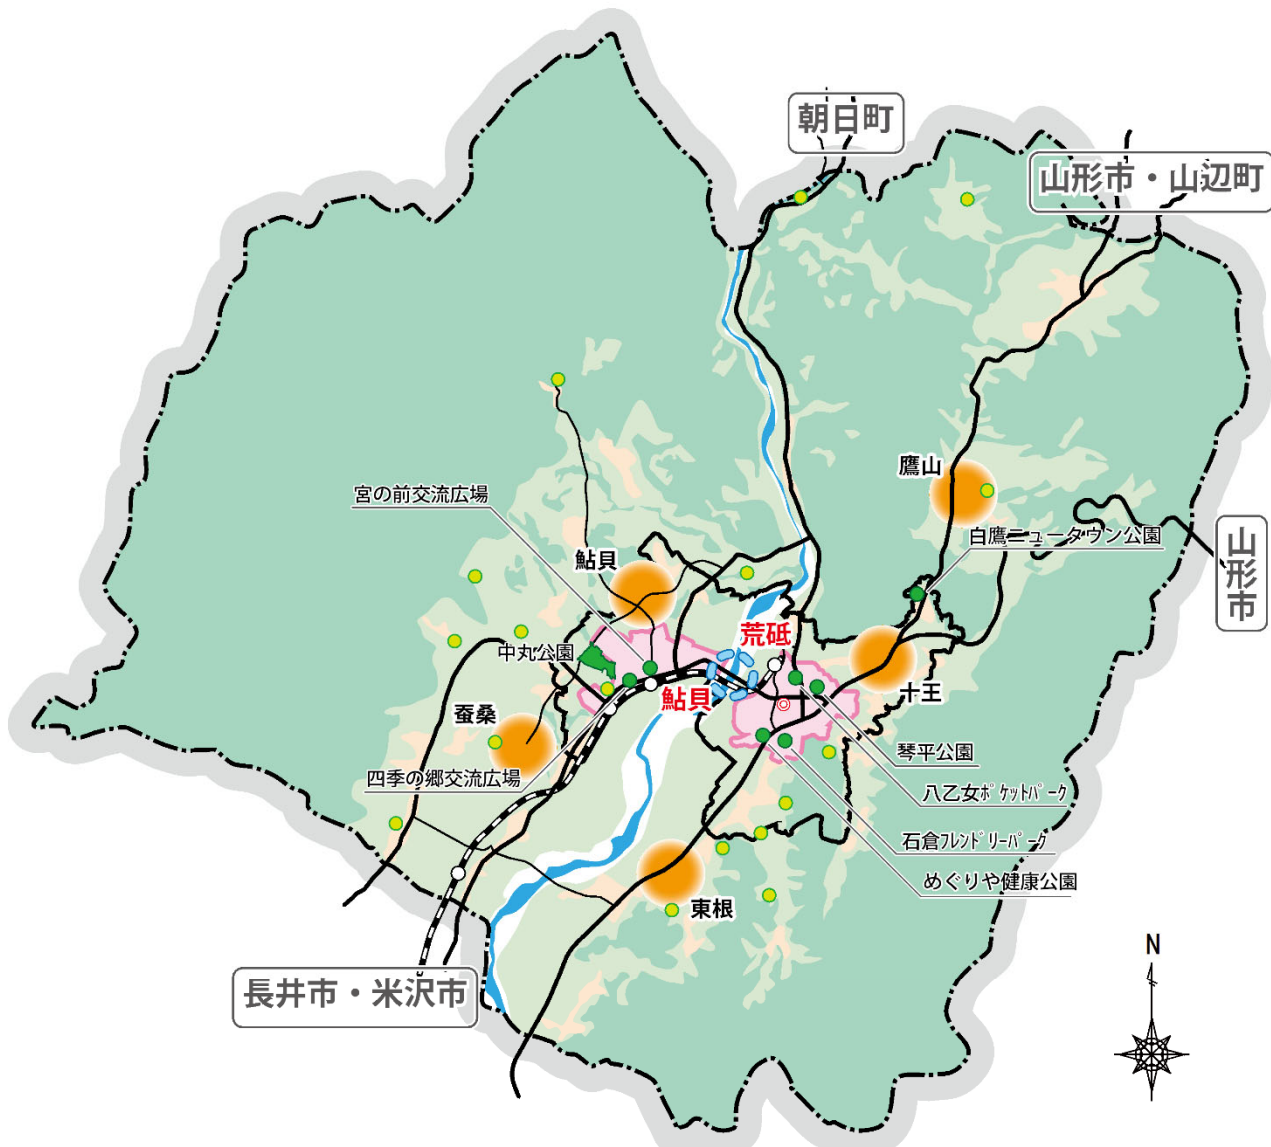 朝日町
山形市・山辺町
鷹山
宮の前交流広場
白鷹ニュータウン公園
山形市
鮎貝
荒砥
中丸公園
鮎貝
十王
蚕桑
琴平公園
四季の郷交流広場
八乙女ﾎﾟｹｯﾄﾊﾟｰｸ
石倉ﾌﾚﾝﾄﾞﾘｰﾊﾟｰｸ
めぐりや健康公園
東根
N
長井市・米沢市